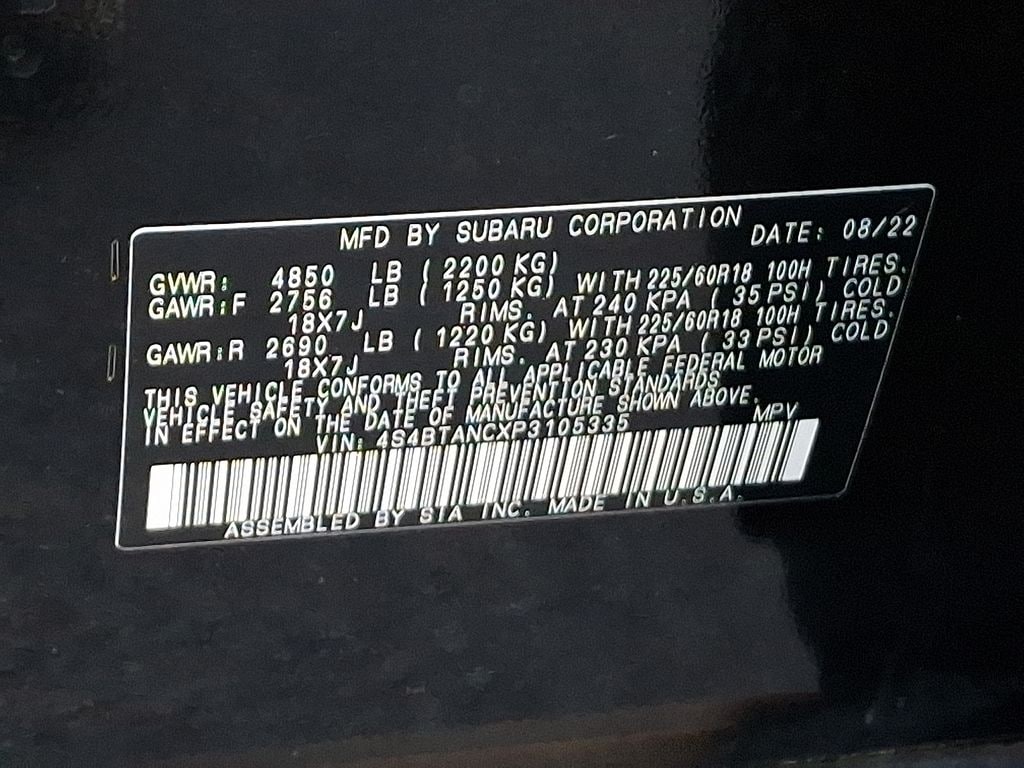 MFD BY SUBARU CORPORATION DATE: 08/22
GVWR: 4850 LB ( 2200 KG)
GAWR:F 2756 LB ( 1250 KG) WITH 225/60R18 100H TIRES.
18X7J RIMS. AT 240 KPA ( 35 PSI) COLD
GAWR:R 2690 LB ( 1220 KG) WITH 225/60R18 100H TIRES.
18X7J RIMS. AT 230 KPA ( 33 PSI) COLD
THIS VEHICLE CONFORMS TO ALL APPLICABLE FEDERAL MOTOR
VEHICLE SAFETY AND THEFT PREVENTION STANDARDS
IN EFFECT ON THE DATE OF MANUFACTURE SHOWN ABOVE.
VIN: 4S4BTANCXP3105335 MPV
ASSEMBLED BY SIA INC. MADE IN U.S.A.